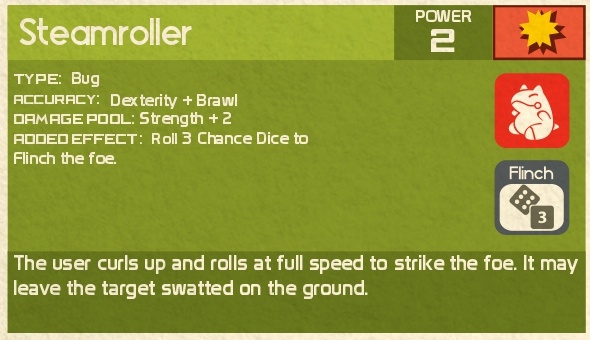 Steamroller
POWER
2
TYPE: Bug
ACCURACY: Dexterity + Brawl
DAMAGE POOL: Strength + 2
ADDED EFFECT: Roll 3 Chance Dice to
Flinch the foe.
Flinch
3
The user curls up and rolls at full speed to strike the foe. It may
leave the target swatted on the ground.